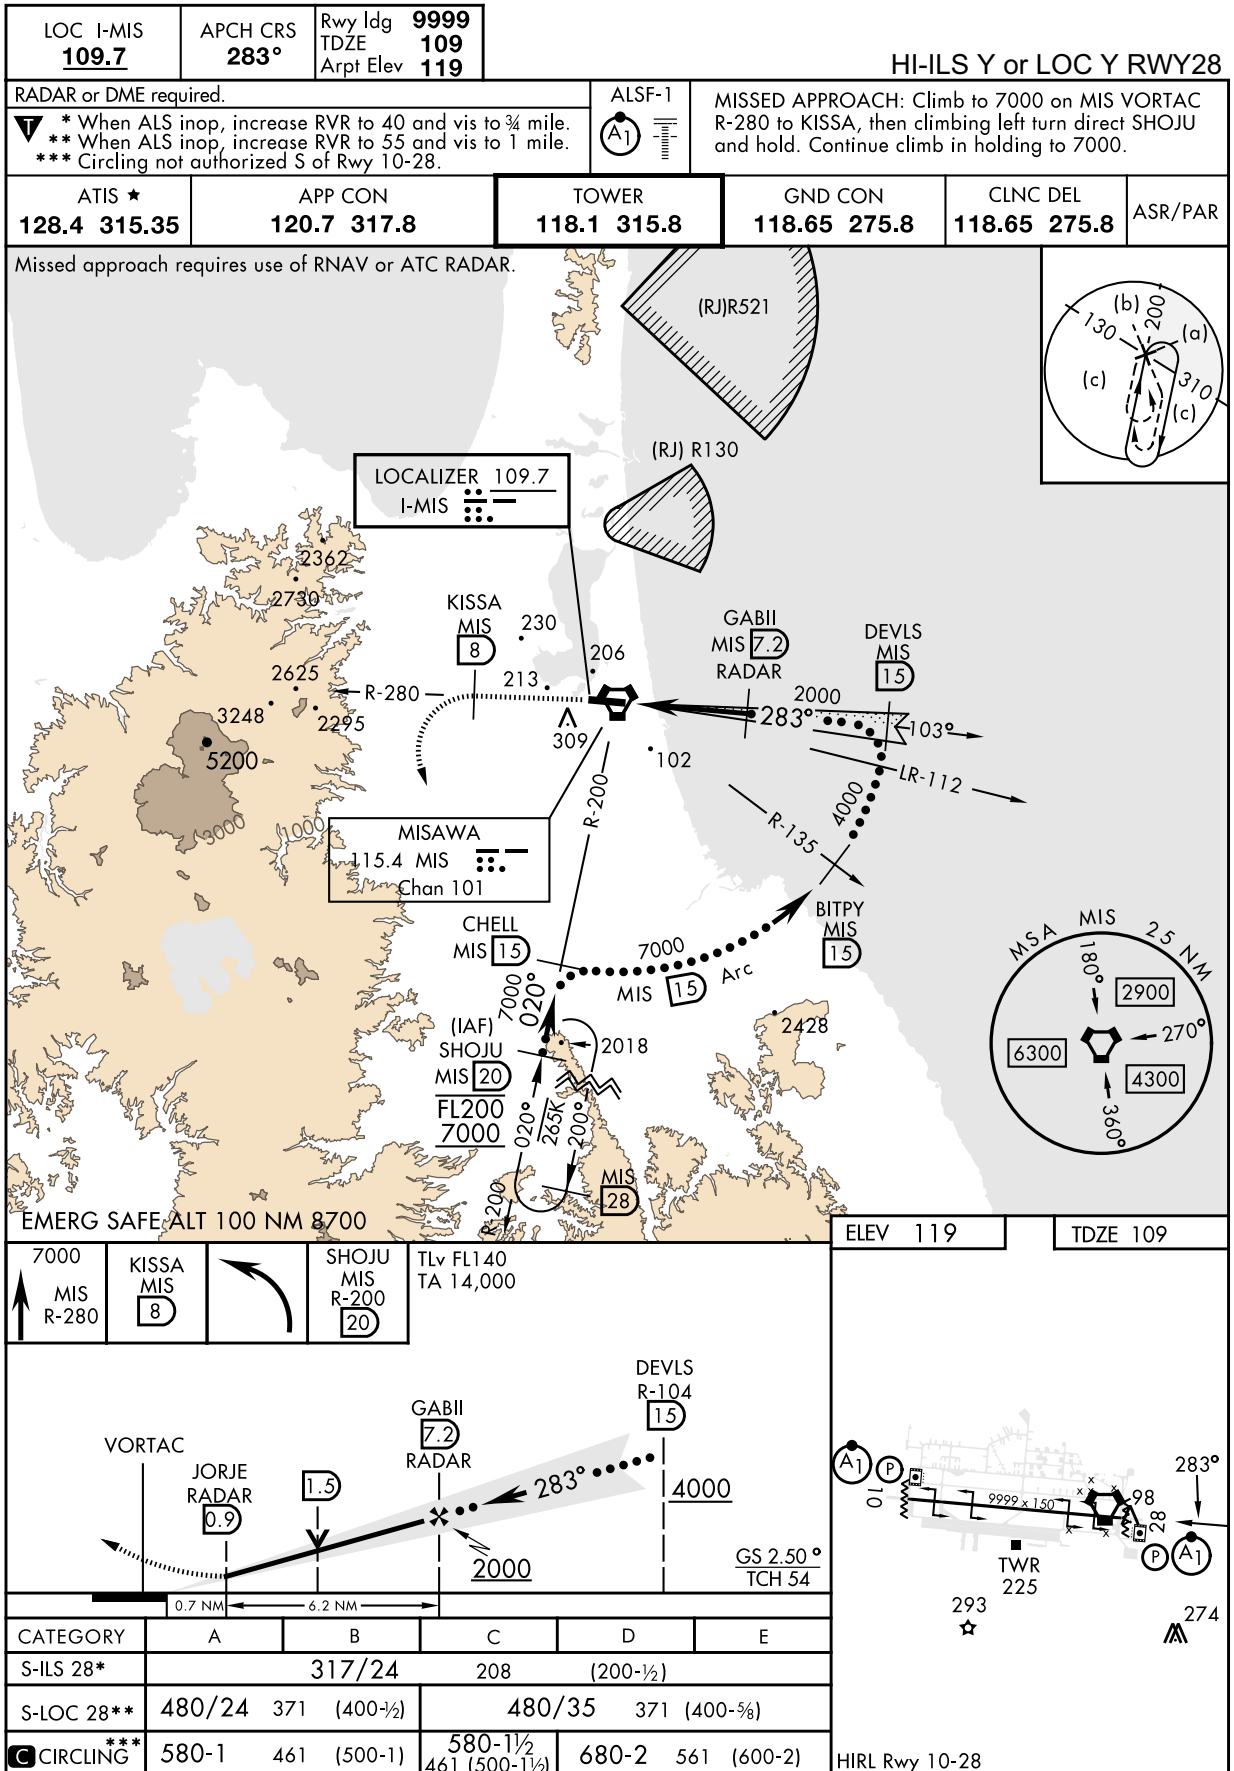 LOC I-MIS
109.7
APCH CRS
283°
Rwy ldg 9999
TDZE 109
Arpt Elev 119
HI-ILS Y or LOC Y RWY28
RADAR or DME required.
T
* When ALS inop, increase RVR to 40 and vis to ¾ mile.
** When ALS inop, increase RVR to 55 and vis to 1 mile.
*** Circling not authorized S of Rwy 10-28.
ALSF-1
A1
MISSED APPROACH: Climb to 7000 on MIS VORTAC
R-280 to KISSA, then climbing left turn direct SHOJU
and hold. Continue climb in holding to 7000.
ATIS ★
128.4 315.35
APP CON
120.7 317.8
TOWER
118.1 315.8
GND CON
118.65 275.8
CLNC DEL
118.65 275.8
ASR/PAR
Missed approach requires use of RNAV or ATC RADAR.
(RJ)R521
(b)
200
130
(a)
(c)
310
(c)
(RJ) R130
LOCALIZER 109.7
I-MIS
2362
2730
KISSA
MIS
8
230
206
213
GABII
MIS 7.2
RADAR
DEVLS
MIS
15
2625
3248
2295
R-280
2000
283°
103°
309
102
5200
LR-112
R-200
4000
R-135
3000
1000
MISAWA
115.4 MIS
Chan 101
CHELL
MIS 15
7000
MIS 15 Arc
BITPY
MIS
15
7000
020°
(IAF)
SHOJU
MIS 20
FL200
7000
2018
2428
020°
265K
200°
R-200
MIS
28
MSA MIS 25 NM
180°
2900
270°
6300
4300
360°
EMERG SAFE ALT 100 NM 8700
ELEV 119
TDZE 109
7000
MIS
R-280
KISSA
MIS
8
SHOJU
MIS
R-200
20
TLv FL140
TA 14,000
DEVLS
R-104
15
GABII
7.2
RADAR
VORTAC
JORJE
RADAR
0.9
1.5
283°
4000
2000
GS 2.50°
TCH 54
0.7 NM
6.2 NM
A1
P
10
9999 x 150
98
28
283°
P
A1
TWR
225
293
274
HIRL Rwy 10-28
CATEGORY A B C D E
S-ILS 28* 317/24 208 (200-½)
S-LOC 28** 480/24 371 (400-½) 480/35 371 (400-⅝)
C CIRCLING*** 580-1 461 (500-1) 580-1½ 461 (500-1½) 680-2 561 (600-2)